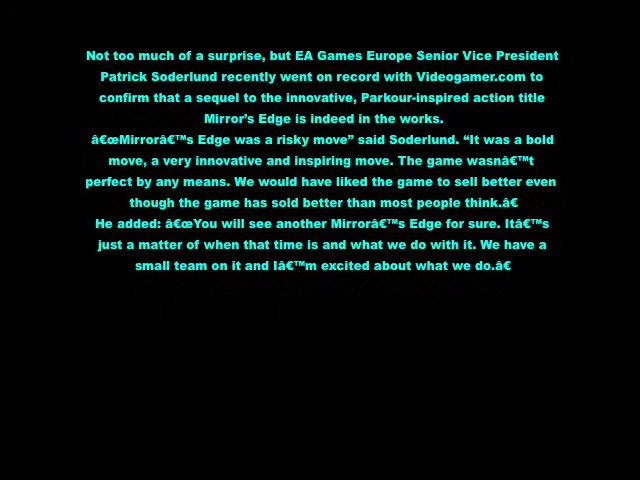 Not too much of a surprise, but EA Games Europe Senior Vice President
Patrick Soderlund recently went on record with Videogamer.com to
confirm that a sequel to the innovative, Parkour-inspired action title
Mirror’s Edge is indeed in the works.
â€œMirrorâ€™s Edge was a risky move” said Soderlund. “It was a bold
move, a very innovative and inspiring move. The game wasnâ€™t
perfect by any means. We would have liked the game to sell better even
though the game has sold better than most people think.â€
He added: â€œYou will see another Mirrorâ€™s Edge for sure. Itâ€™s
just a matter of when that time is and what we do with it. We have a
small team on it and Iâ€™m excited about what we do.â€